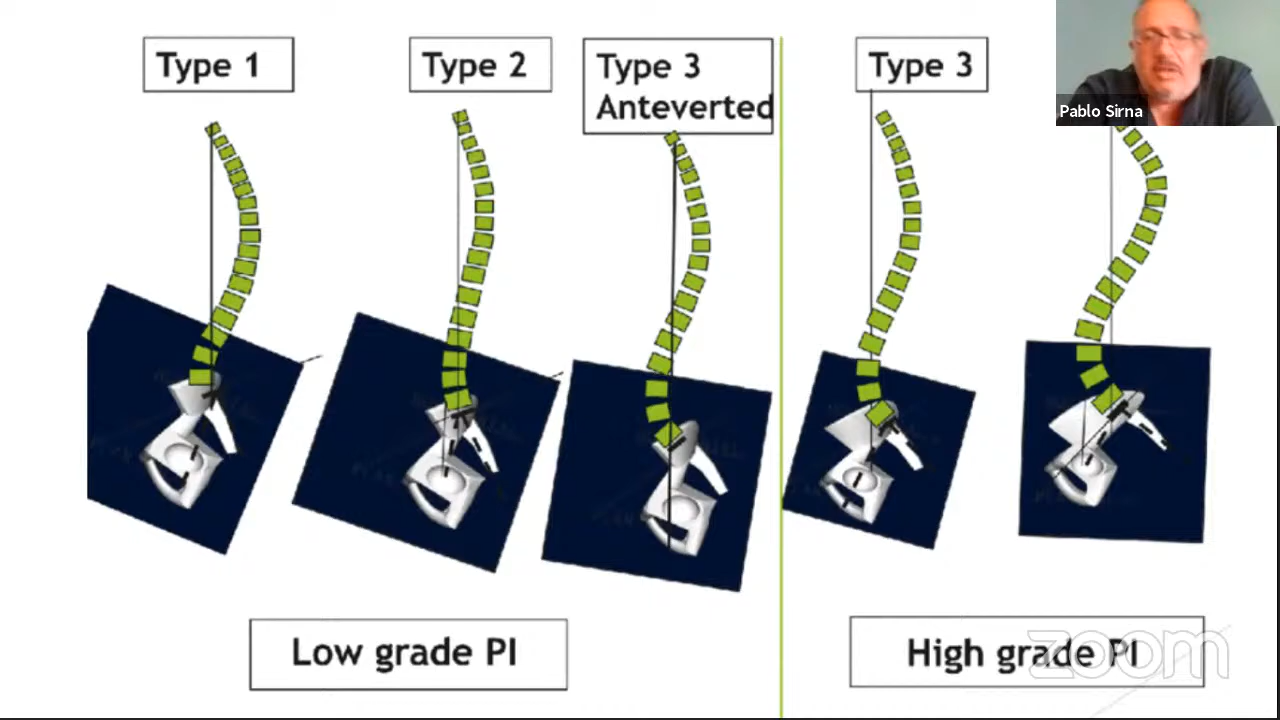 Type 1
Type 2
Type 3
Anteverted
Type 3
Pablo Sirna
Low grade PI
High grade PI
zoom